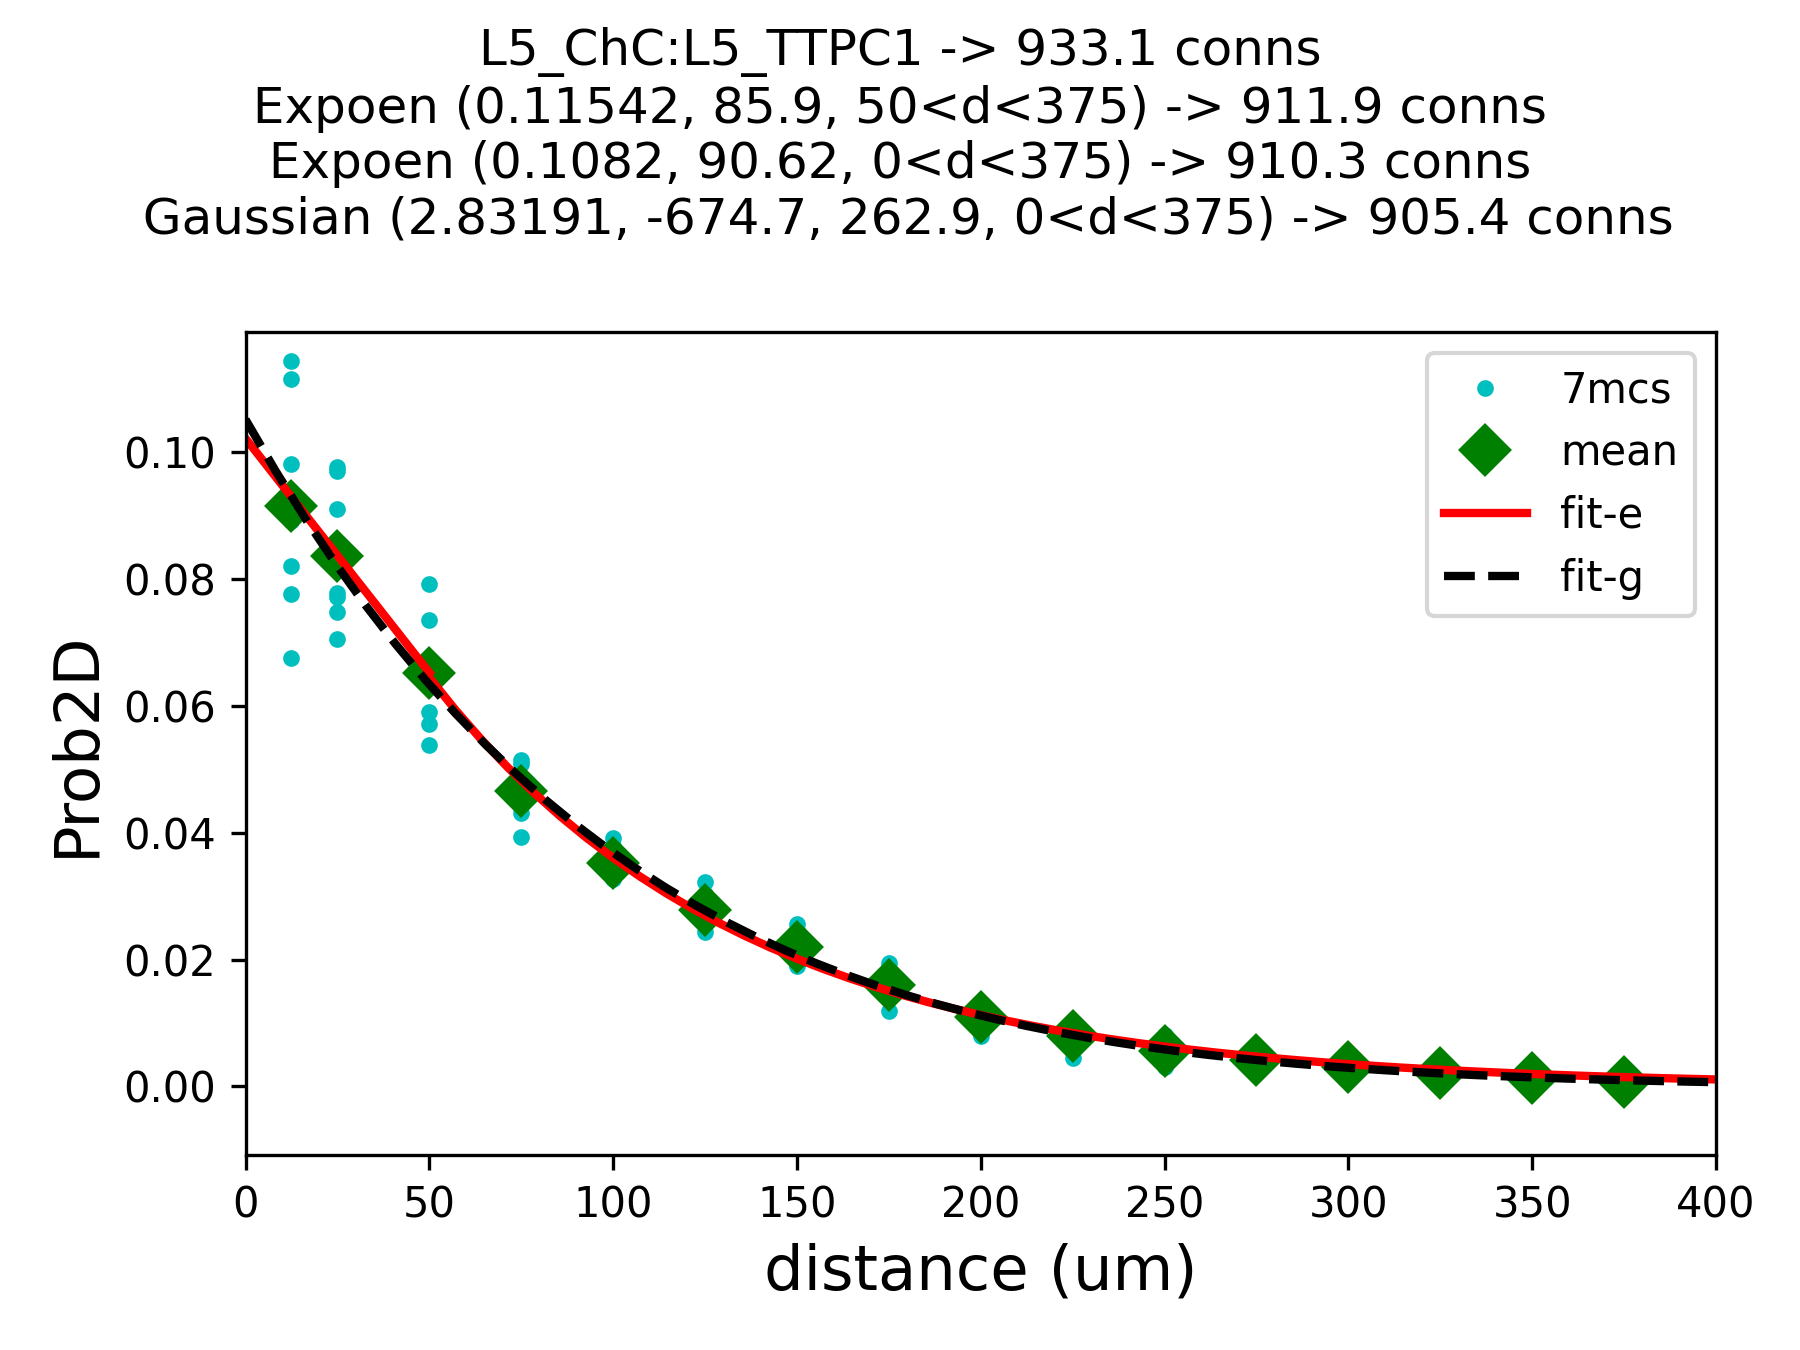 L5_ChC:L5_TTPC1 -> 933.1 conns
Expoen (0.11542, 85.9, 50<d<375) -> 911.9 conns
Expoen (0.1082, 90.62, 0<d<375) -> 910.3 conns
Gaussian (2.83191, -674.7, 262.9, 0<d<375) -> 905.4 conns
7mcs
mean
fit-e
fit-g
0.10
0.08
0.06
0.04
0.02
0.00
Prob2D
0 50 100 150 200 250 300 350 400
distance (um)